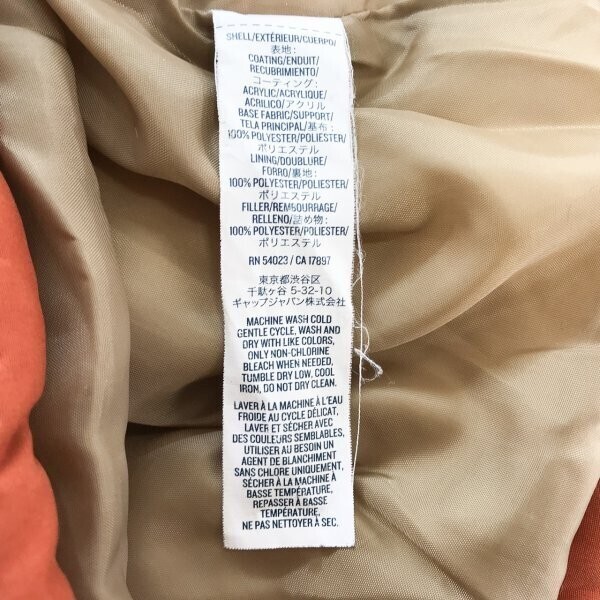 SHELL/EXTÉRIEUR/CUERPO/
表地:
COATING/ENDUIT/
RECUBRIMIENTO/
コーティング:
ACRYLIC/ACRYLIQUE/
ACRILICO/アクリル
BASE FABRIC/SUPPORT/
TELA PRINCIPAL/基布:
100% POLYESTER/POLIESTER/
ポリエステル
LINING/DOUBLURE/
FORRO/裏地:
100% POLYESTER/POLIESTER/
ポリエステル
FILLER/REMBOURRAGE/
RELLENO/詰め物:
100% POLYESTER/POLIESTER/
ポリエステル
RN 54023 / CA 17897
東京都渋谷区
千駄ヶ谷 5-32-10
ギャップジャパン株式会社
MACHINE WASH COLD
GENTLE CYCLE, WASH AND
DRY WITH LIKE COLORS,
ONLY NON-CHLORINE
BLEACH WHEN NEEDED,
TUMBLE DRY LOW, COOL
IRON, DO NOT DRY CLEAN.
LAVER À LA MACHINE À L'EAU
FROIDE AU CYCLE DÉLICAT,
LAVER ET SÉCHER AVEC
DES COULEURS SEMBLABLES,
UTILISER AU BESOIN UN
AGENT DE BLANCHIMENT
SANS CHLORE UNIQUEMENT,
SÉCHER À LA MACHINE À
BASSE TEMPÉRATURE,
REPASSER À BASSE
TEMPÉRATURE,
NE PAS NETTOYER À SEC.